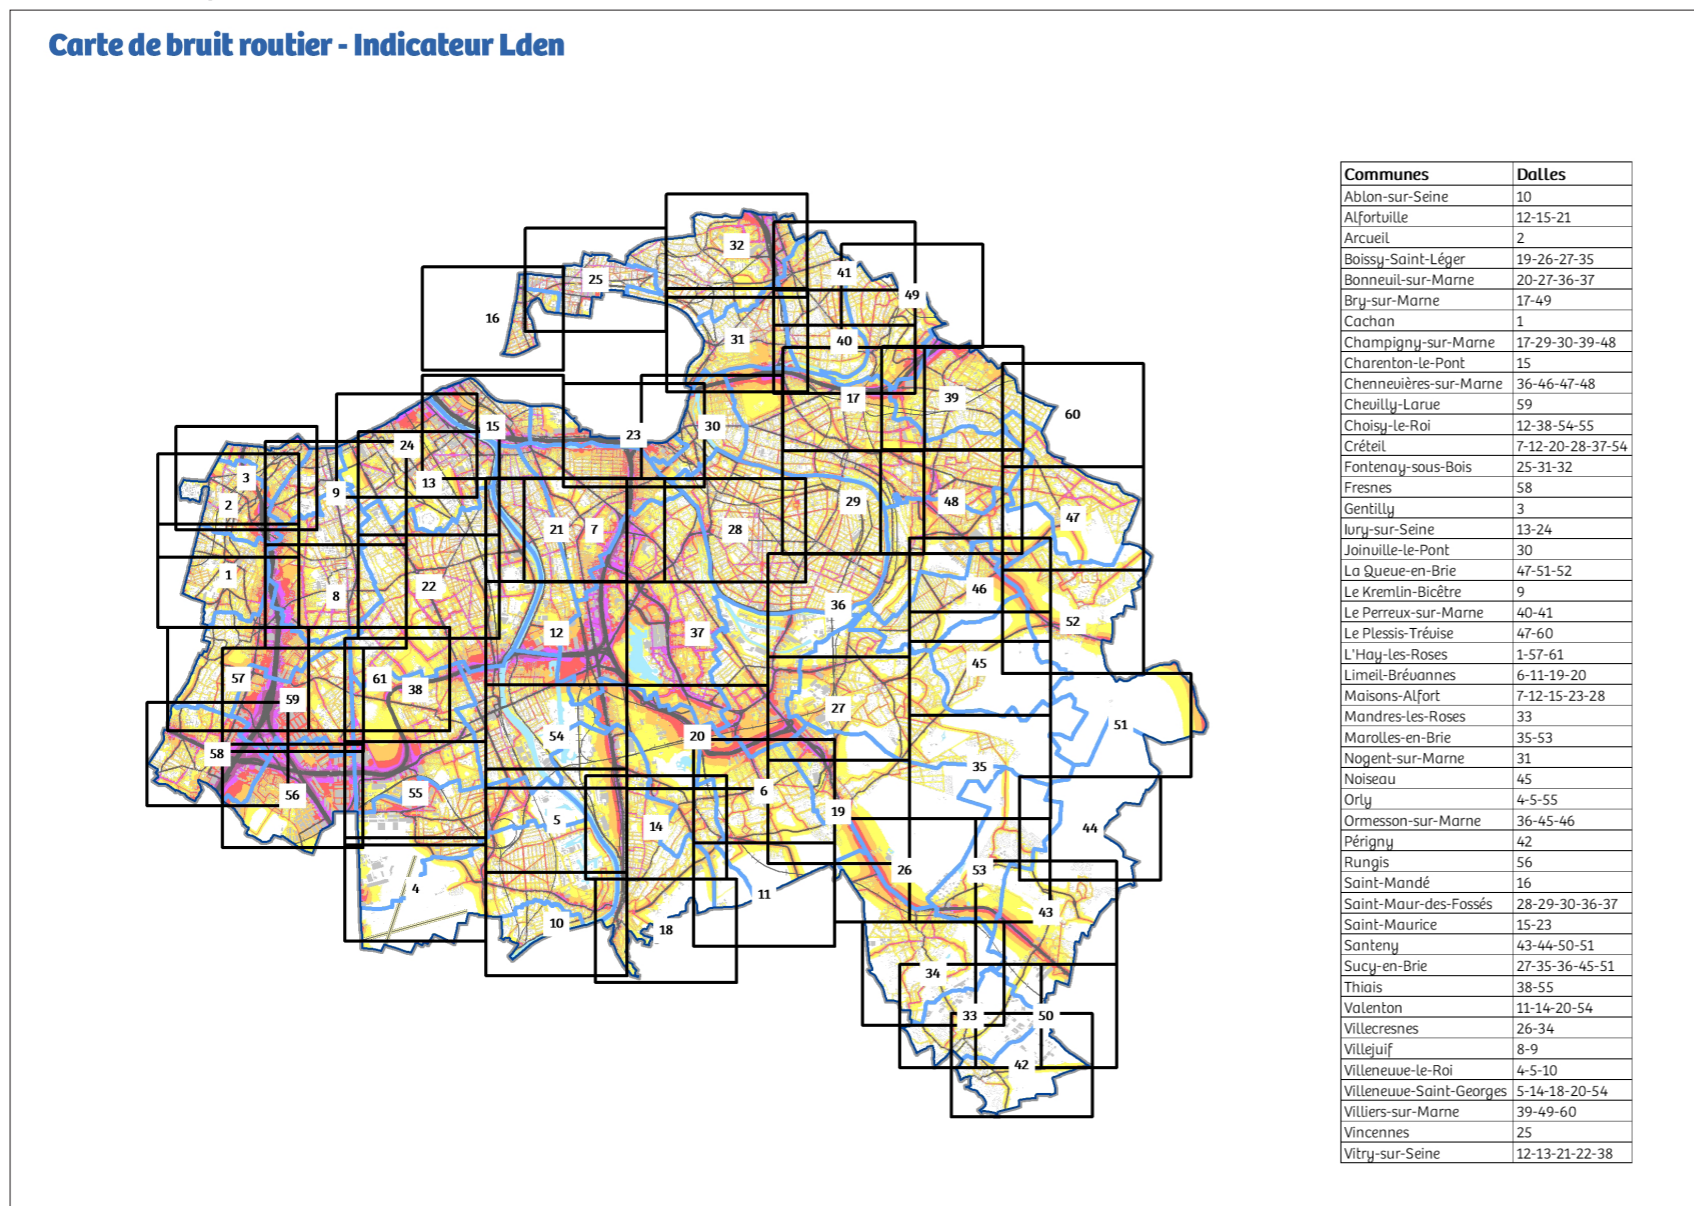 Carte de bruit routier - Indicateur Lden
Communes Dalles
Ablon-sur-Seine 10
Alfortville 12-15-21
Arcueil 2
Boissy-Saint-Léger 19-26-27-35
Bonneuil-sur-Marne 20-27-36-37
Bry-sur-Marne 17-49
Cachan 1
Champigny-sur-Marne 17-29-30-39-48
Charenton-le-Pont 15
Chennevières-sur-Marne 36-46-47-48
Chevilly-Larue 59
Choisy-le-Roi 12-38-54-55
Créteil 7-12-20-28-37-54
Fontenay-sous-Bois 25-31-32
Fresnes 58
Gentilly 3
Ivry-sur-Seine 13-24
Joinville-le-Pont 30
La Queue-en-Brie 47-51-52
Le Kremlin-Bicêtre 9
Le Perreux-sur-Marne 40-41
Le Plessis-Trévise 47-60
L'Hay-les-Roses 1-57-61
Limeil-Brévannes 6-11-19-20
Maisons-Alfort 7-12-15-23-28
Mandres-les-Roses 33
Marolles-en-Brie 35-53
Nogent-sur-Marne 31
Noiseau 45
Orly 4-5-55
Ormesson-sur-Marne 36-45-46
Périgny 42
Rungis 56
Saint-Mandé 16
Saint-Maur-des-Fossés 28-29-30-36-37
Saint-Maurice 15-23
Santeny 43-44-50-51
Sucy-en-Brie 27-35-36-45-51
Thiais 38-55
Valenton 11-14-20-54
Villecresnes 26-34
Villejuif 8-9
Villeneuve-le-Roi 4-5-10
Villeneuve-Saint-Georges 5-14-18-20-54
Villiers-sur-Marne 39-49-60
Vincennes 25
Vitry-sur-Seine 12-13-21-22-38
32
41
25
49
16
31
40
17
39
60
15
30
23
24
3
13
9
2
29
48
47
21
7
28
1
8
22
46
36
52
12
37
45
57
61
38
59
27
51
54
20
58
35
56
55
6
19
5
14
44
26
53
4
11
43
10
18
34
33
50
42